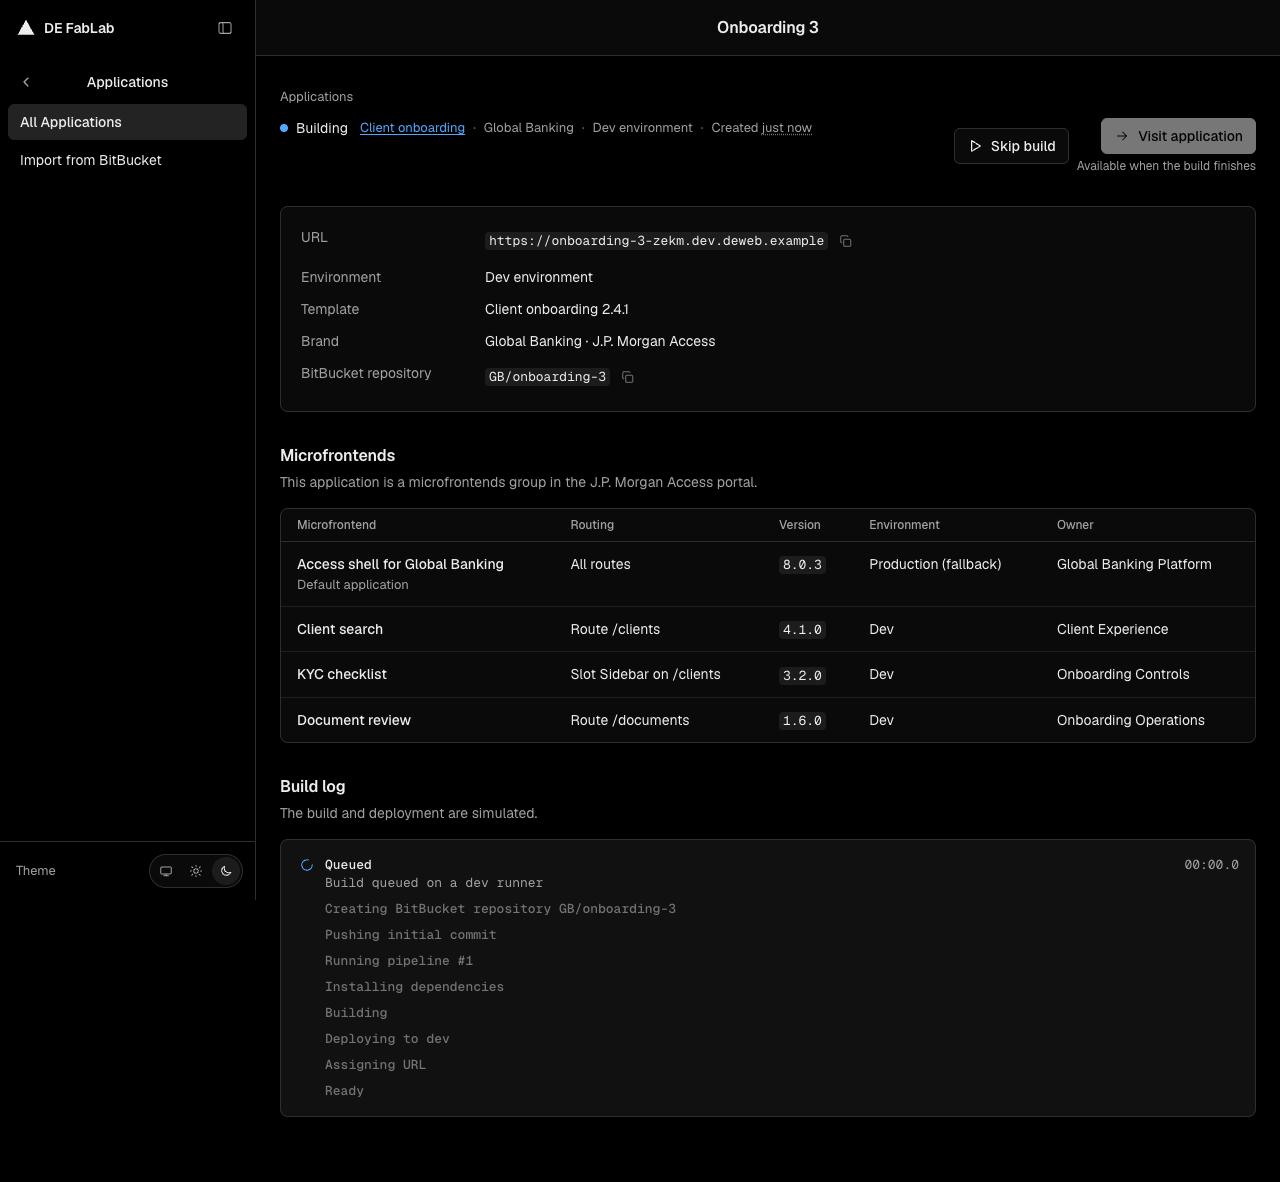 DE FabLab
Applications
All Applications
Import from BitBucket
Theme
Onboarding 3
Applications
Building Client onboarding · Global Banking · Dev environment · Created just now
Skip build
Visit application
Available when the build finishes
URL https://onboarding-3-zekm.dev.deweb.example
Environment Dev environment
Template Client onboarding 2.4.1
Brand Global Banking · J.P. Morgan Access
BitBucket repository GB/onboarding-3
Microfrontends
This application is a microfrontends group in the J.P. Morgan Access portal.
Microfrontend Routing Version Environment Owner
Access shell for Global Banking All routes 8.0.3 Production (fallback) Global Banking Platform
Default application
Client search Route /clients 4.1.0 Dev Client Experience
KYC checklist Slot Sidebar on /clients 3.2.0 Dev Onboarding Controls
Document review Route /documents 1.6.0 Dev Onboarding Operations
Build log
The build and deployment are simulated.
Queued 00:00.0
Build queued on a dev runner
Creating BitBucket repository GB/onboarding-3
Pushing initial commit
Running pipeline #1
Installing dependencies
Building
Deploying to dev
Assigning URL
Ready